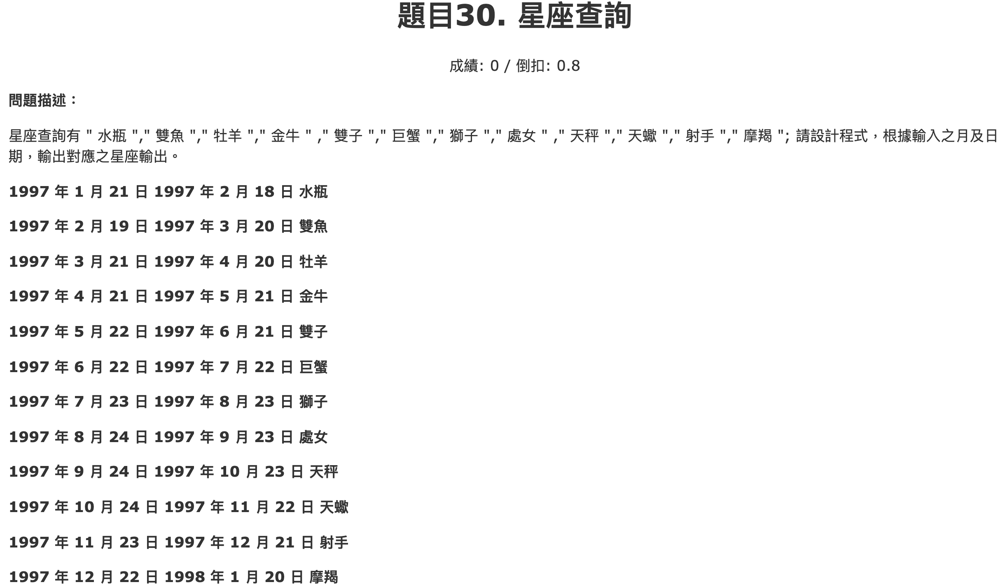 題目30. 星座查詢
成績: 0 / 倒扣: 0.8
問題描述：
星座查詢有 " 水瓶 "," 雙魚 "," 牡羊 "," 金牛 " ," 雙子 "," 巨蟹 "," 獅子 "," 處女 " ," 天秤 "," 天蠍 "," 射手 "," 摩羯 "; 請設計程式，根據輸入之月及日
期，輸出對應之星座輸出。
1997 年 1 月 21 日 1997 年 2 月 18 日 水瓶
1997 年 2 月 19 日 1997 年 3 月 20 日 雙魚
1997 年 3 月 21 日 1997 年 4 月 20 日 牡羊
1997 年 4 月 21 日 1997 年 5 月 21 日 金牛
1997 年 5 月 22 日 1997 年 6 月 21 日 雙子
1997 年 6 月 22 日 1997 年 7 月 22 日 巨蟹
1997 年 7 月 23 日 1997 年 8 月 23 日 獅子
1997 年 8 月 24 日 1997 年 9 月 23 日 處女
1997 年 9 月 24 日 1997 年 10 月 23 日 天秤
1997 年 10 月 24 日 1997 年 11 月 22 日 天蠍
1997 年 11 月 23 日 1997 年 12 月 21 日 射手
1997 年 12 月 22 日 1998 年 1 月 20 日 摩羯